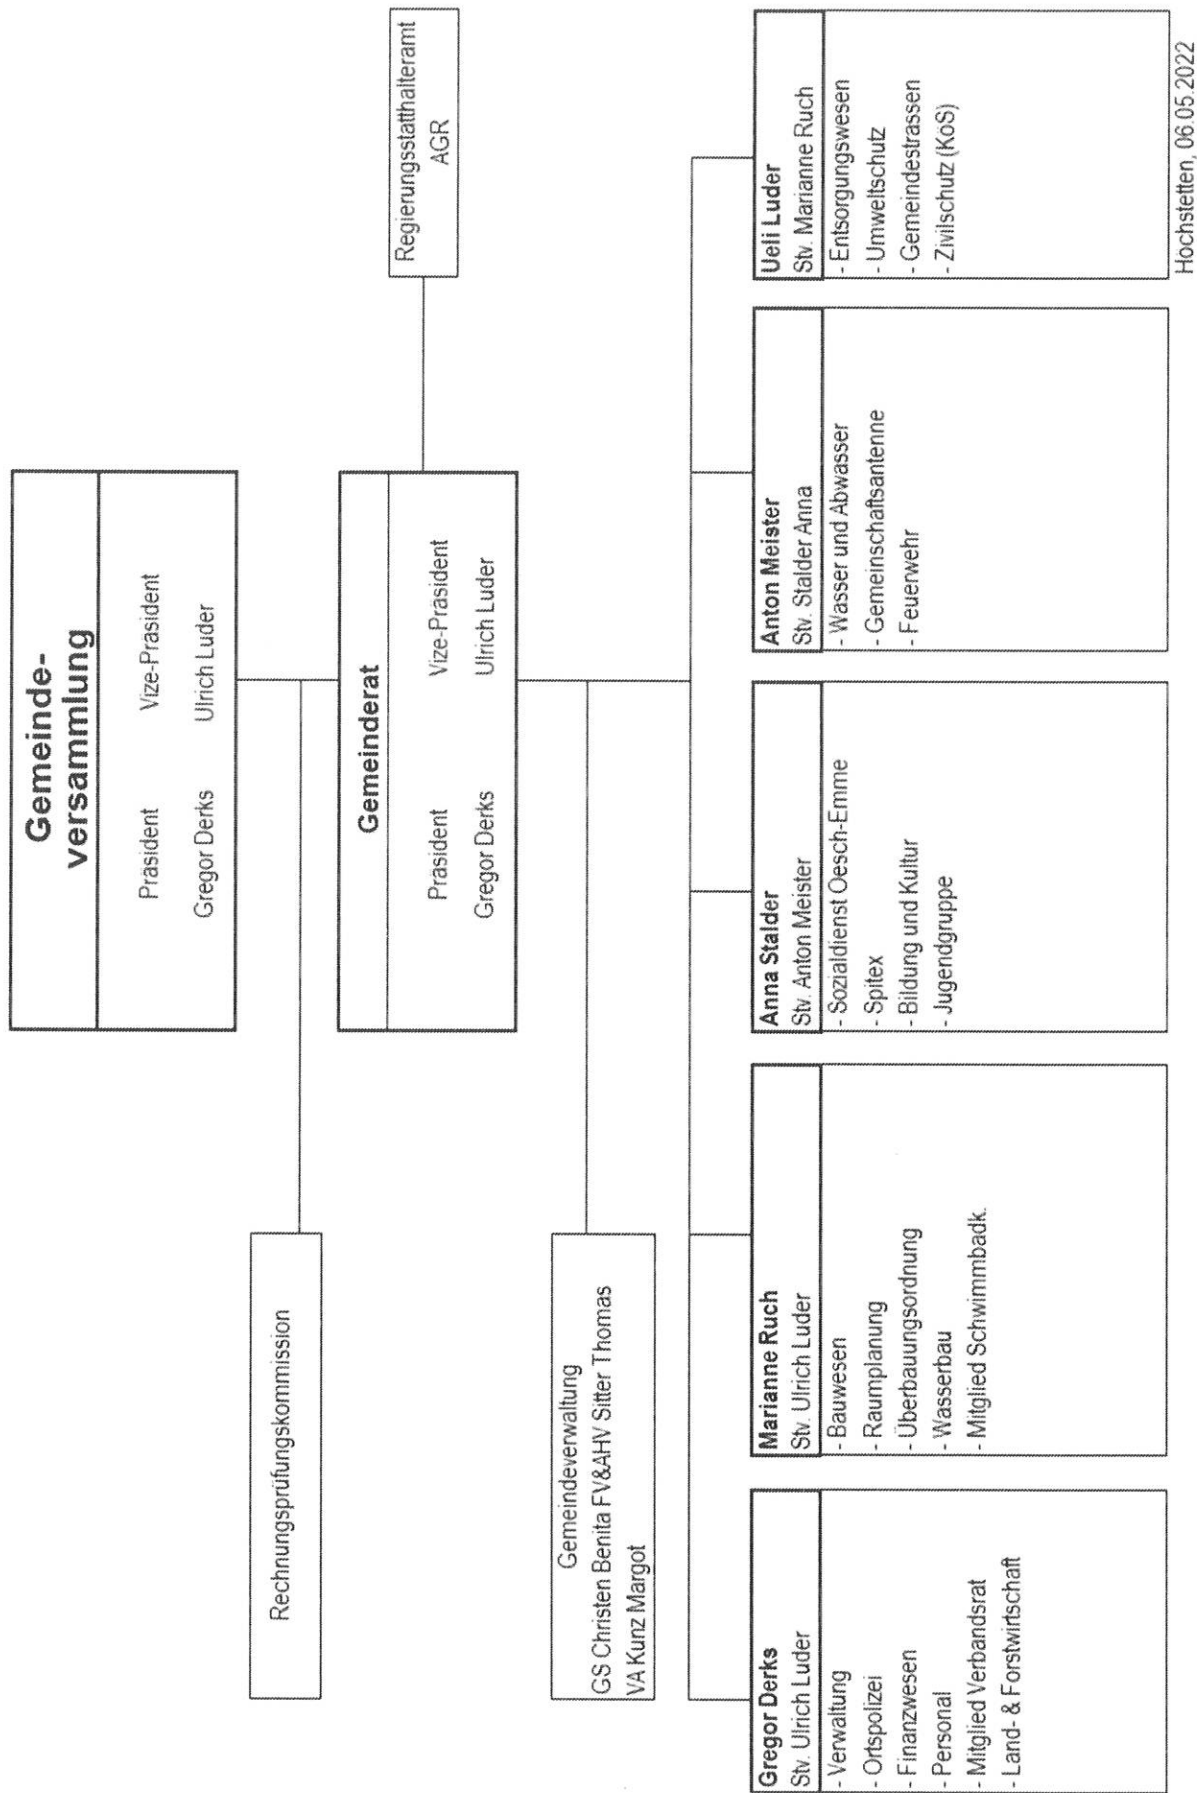 Gemeinde-
versammlung
Präsident Vize-Präsident
Gregor Derks Ulrich Luder
Rechnungsprüfungskommission
Gemeinderat
Präsident Vize-Präsident
Gregor Derks Ulrich Luder
Regierungsstatthalteramt
AGR
Gemeindeverwaltung
GS Christen Benita FV&AHV Sitter Thomas
VA Kunz Margot
Gregor Derks
Stv. Ulrich Luder
- Verwaltung
- Ortspolizei
- Finanzwesen
- Personal
- Mitglied Verbandsrat
- Land- & Forstwirtschaft
Marianne Ruch
Stv. Ulrich Luder
- Bauwesen
- Raumplanung
- Überbauungsordnung
- Wasserbau
- Mitglied Schwimmbadk.
Anna Stalder
Stv. Anton Meister
- Sozialdienst Oesch-Emme
- Spitex
- Bildung und Kultur
- Jugendgruppe
Anton Meister
Stv. Stalder Anna
- Wasser und Abwasser
- Gemeinschaftsantenne
- Feuerwehr
Ueli Luder
Stv. Marianne Ruch
- Entsorgungswesen
- Umweltschutz
- Gemeindestrassen
- Zivilschutz (KoS)
Hochstetten, 06.05.2022